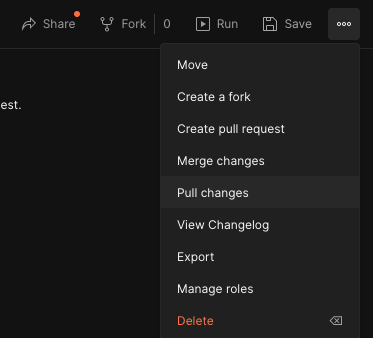 Share Fork 0 Run Save
Move
est.
Create a fork
Create pull request
Merge changes
Pull changes
View Changelog
Export
Manage roles
Delete